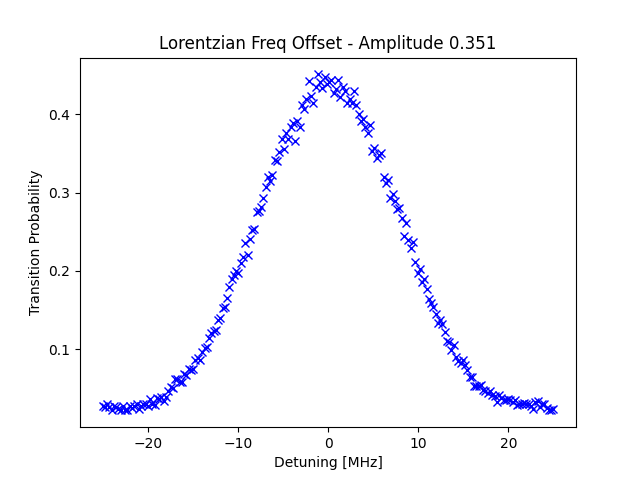 Lorentzian Freq Offset - Amplitude 0.351
Transition Probability
0.4
0.3
0.2
0.1
−20 −10 0 10 20
Detuning [MHz]